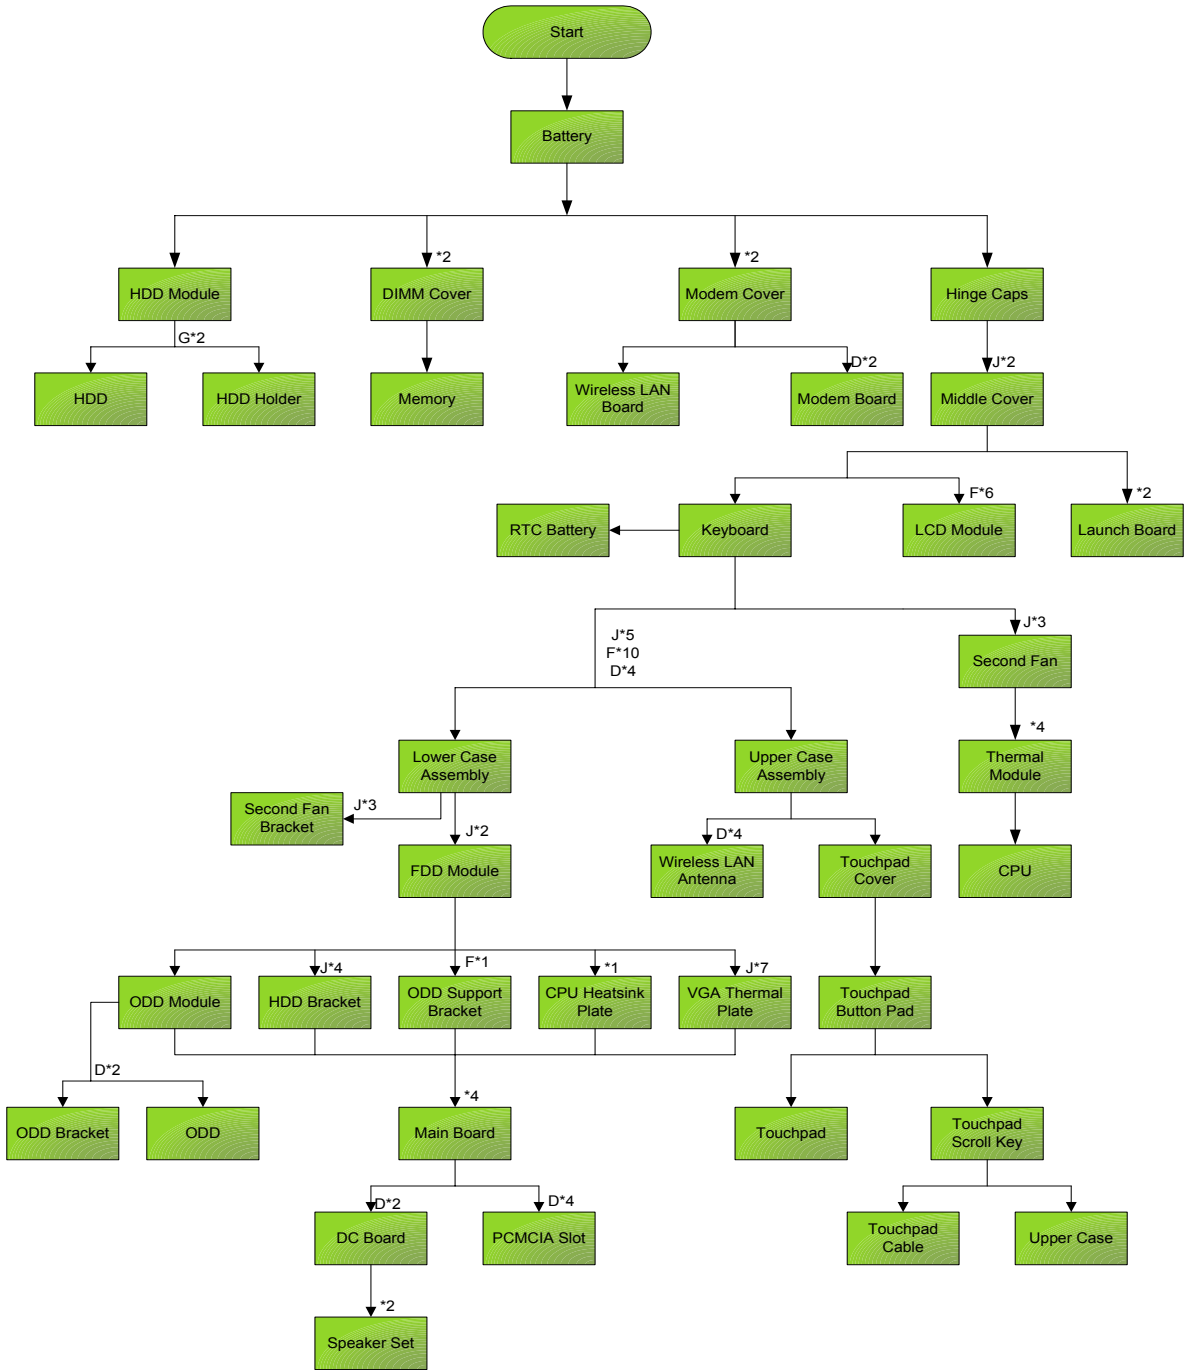 Start
Battery
*2
*2
HDD Module
DIMM Cover
Modem Cover
Hinge Caps
G*2
D*2
J*2
HDD
HDD Holder
Memory
Wireless LAN
Board
Modem Board
Middle Cover
F*6
*2
RTC Battery
Keyboard
LCD Module
Launch Board
J*5
F*10
D*4
J*3
Second Fan
*4
Lower Case
Assembly
Upper Case
Assembly
Thermal
Module
Second Fan
Bracket
J*3
J*2
D*4
FDD Module
Wireless LAN
Antenna
Touchpad
Cover
CPU
J*4
F*1
*1
J*7
ODD Module
HDD Bracket
ODD Support
Bracket
CPU Heatsink
Plate
VGA Thermal
Plate
Touchpad
Button Pad
D*2
*4
ODD Bracket
ODD
Main Board
Touchpad
Touchpad
Scroll Key
D*2
D*4
DC Board
PCMCIA Slot
Touchpad
Cable
Upper Case
*2
Speaker Set